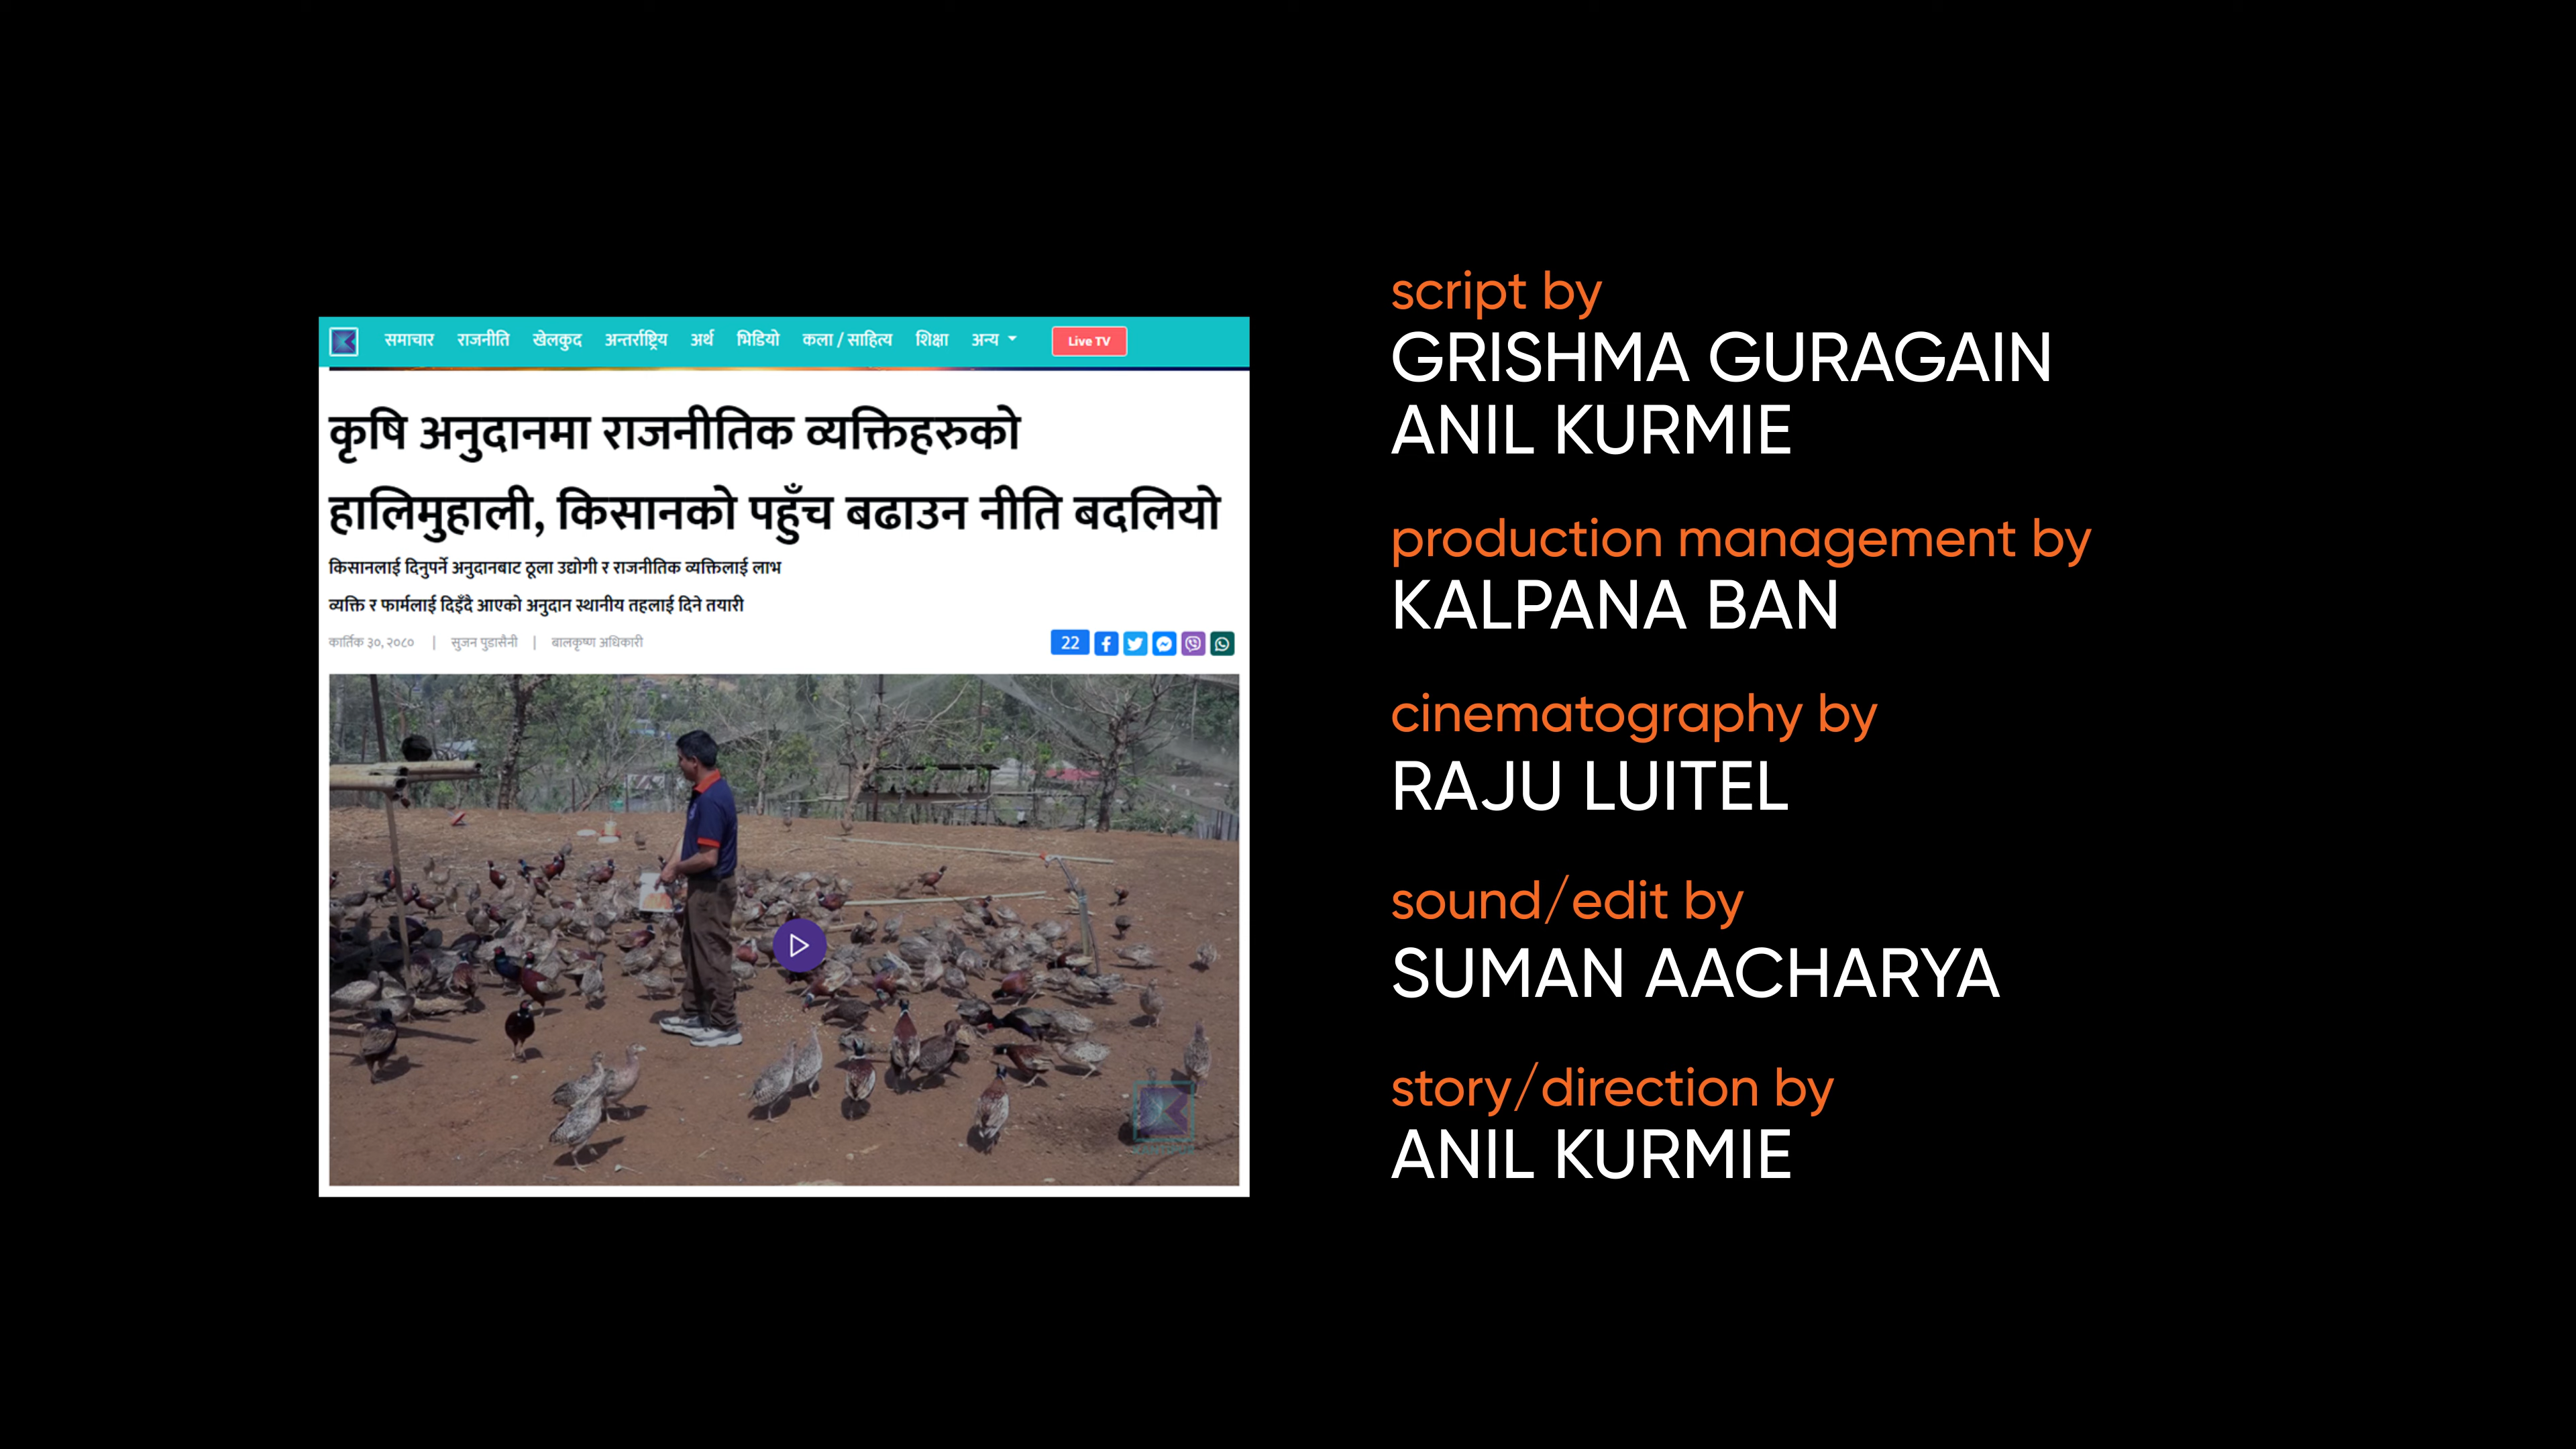 समाचार राजनीति खेलकुद अन्तर्राष्ट्रिय अर्थ भिडियो कला / साहित्य शिक्षा अन्य Live TV
कृषि अनुदानमा राजनीतिक व्यक्तिहरुको
हालिमुहाली, किसानको पहुँच बढाउन नीति बदलियो
किसानलाई दिनुपर्ने अनुदानबाट ठूला उद्योगी र राजनीतिक व्यक्तिलाई लाभ
व्यक्ति र फार्मलाई दिइँदै आएको अनुदान स्थानीय तहलाई दिने तयारी
कार्तिक ३०, २०८० | सुजन पुडासैनी | बालकृष्ण अधिकारी 22
script by
GRISHMA GURAGAIN
ANIL KURMIE
production management by
KALPANA BAN
cinematography by
RAJU LUITEL
sound/edit by
SUMAN AACHARYA
story/direction by
ANIL KURMIE